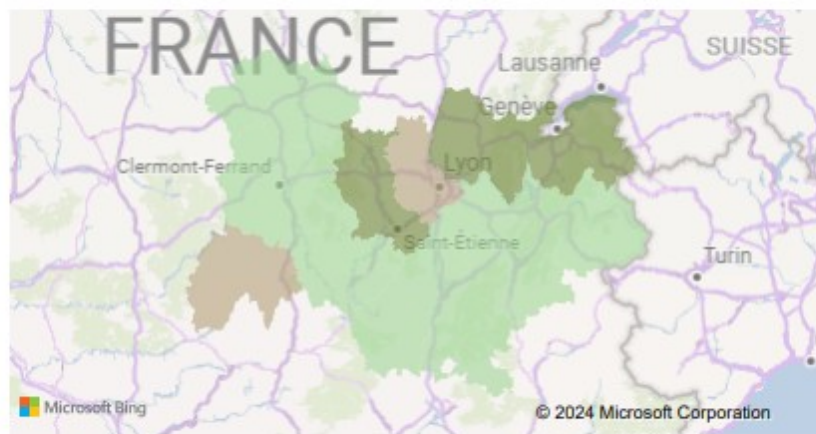 FRANCE
SUISSE
Lausanne
Genève
Clermont-Ferrand
Lyon
Saint-Étienne
Turin
Microsoft Bing
© 2024 Microsoft Corporation